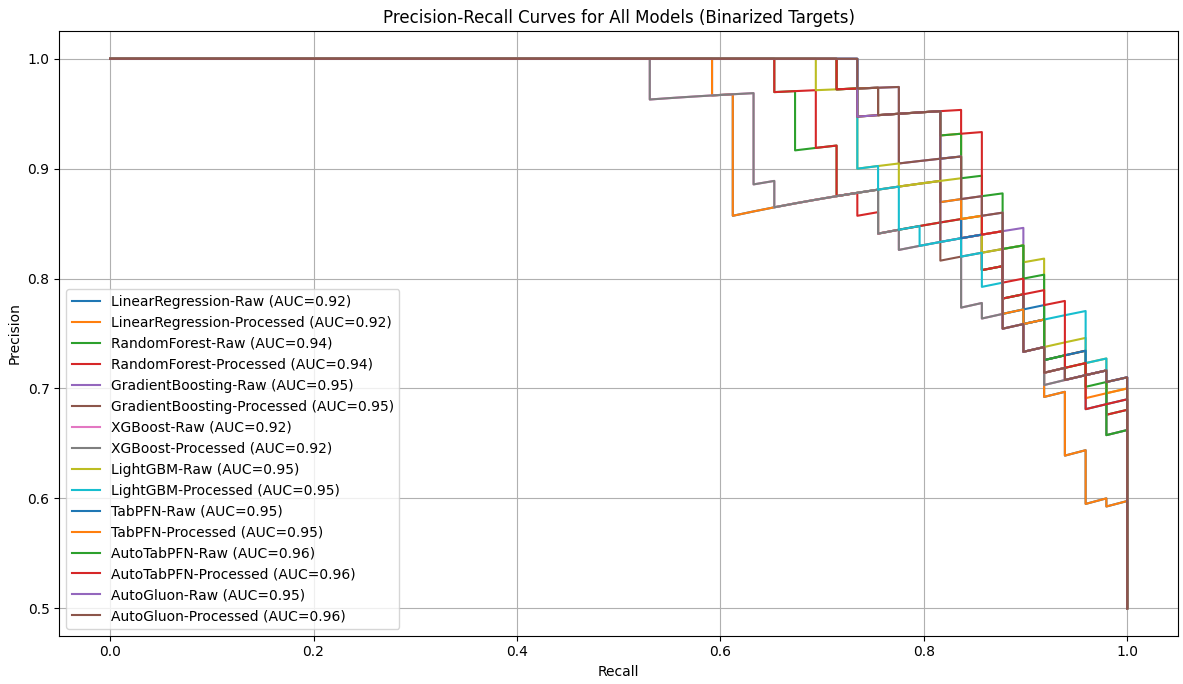 Precision-Recall Curves for All Models (Binarized Targets)
1.0
0.9
0.8
0.7
0.6
0.5
Precision
LinearRegression-Raw (AUC=0.92)
LinearRegression-Processed (AUC=0.92)
RandomForest-Raw (AUC=0.94)
RandomForest-Processed (AUC=0.94)
GradientBoosting-Raw (AUC=0.95)
GradientBoosting-Processed (AUC=0.95)
XGBoost-Raw (AUC=0.92)
XGBoost-Processed (AUC=0.92)
LightGBM-Raw (AUC=0.95)
LightGBM-Processed (AUC=0.95)
TabPFN-Raw (AUC=0.95)
TabPFN-Processed (AUC=0.95)
AutoTabPFN-Raw (AUC=0.96)
AutoTabPFN-Processed (AUC=0.96)
AutoGluon-Raw (AUC=0.95)
AutoGluon-Processed (AUC=0.96)
0.0 0.2 0.4 0.6 0.8 1.0
Recall